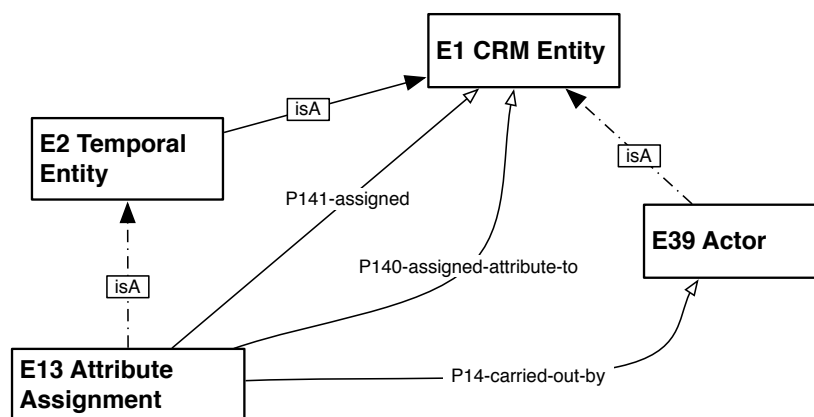 E1 CRM Entity
isA
E2 Temporal
Entity
isA
P141-assigned
E39 Actor
P140-assigned-attribute-to
isA
E13 Attribute
Assignment
P14-carried-out-by